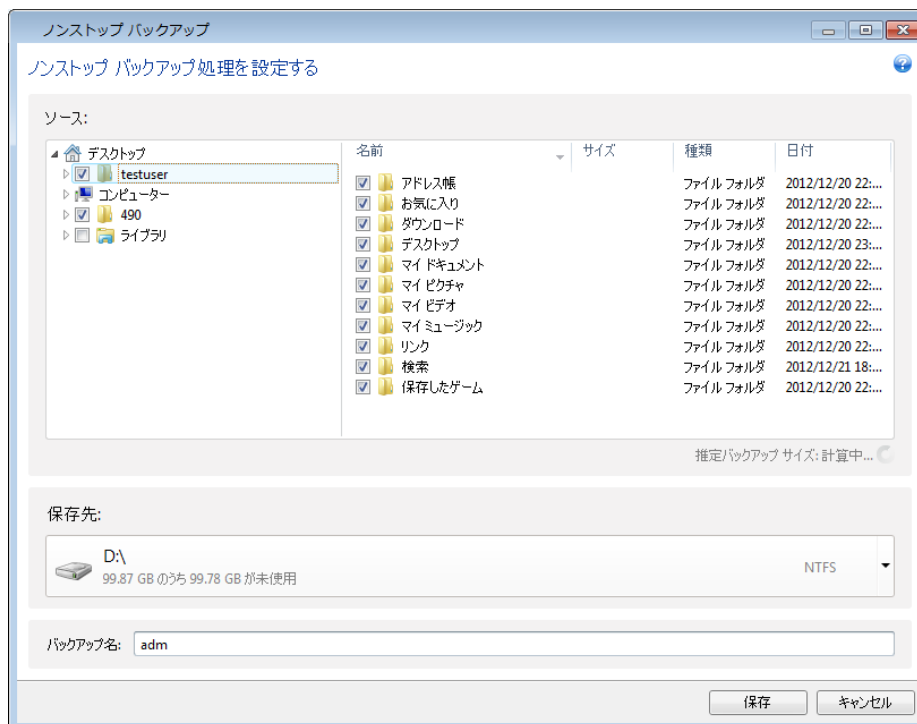 ノンストップ バックアップ
ノンストップ バックアップ処理を設定する
ソース:
デスクトップ
testuser
コンピューター
490
ライブラリ
名前 サイズ 種類 日付
アドレス帳 ファイル フォルダ 2012/12/20 22:...
お気に入り ファイル フォルダ 2012/12/20 22:...
ダウンロード ファイル フォルダ 2012/12/20 22:...
デスクトップ ファイル フォルダ 2012/12/20 23:...
マイ ドキュメント ファイル フォルダ 2012/12/20 22:...
マイ ピクチャ ファイル フォルダ 2012/12/20 22:...
マイ ビデオ ファイル フォルダ 2012/12/20 22:...
マイ ミュージック ファイル フォルダ 2012/12/20 22:...
リンク ファイル フォルダ 2012/12/20 22:...
検索 ファイル フォルダ 2012/12/21 18:...
保存したゲーム ファイル フォルダ 2012/12/20 22:...
推定バックアップ サイズ: 計算中...
保存先:
D:\
99.87 GB のうち 99.78 GB が未使用
NTFS
バックアップ名: adm
保存 キャンセル